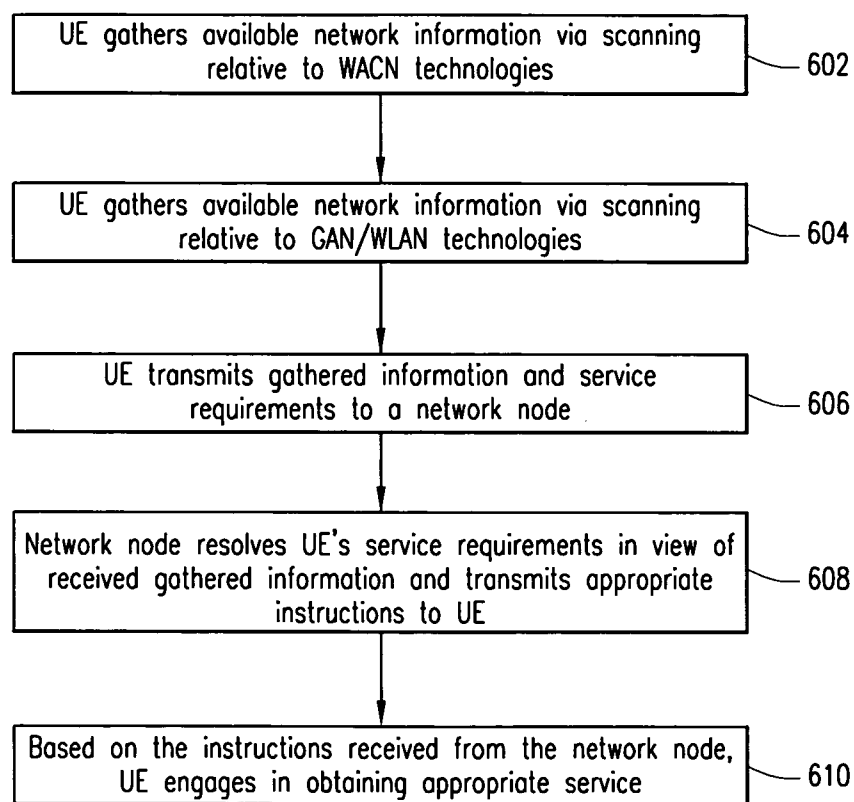 UE gathers available network information via scanning
relative to WACN technologies
602
UE gathers available network information via scanning
relative to GAN/WLAN technologies
604
UE transmits gathered information and service
requirements to a network node
606
Network node resolves UE's service requirements in view of
received gathered information and transmits appropriate
instructions to UE
608
Based on the instructions received from the network node,
UE engages in obtaining appropriate service
610